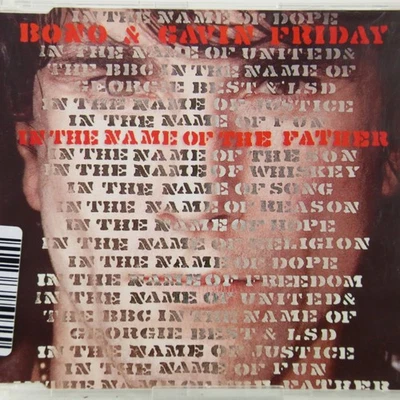 IN THE NAME OF DOPE
BONO & GAVIN FRIDAY
IN THE NAME OF UNITED &
THE BBC IN THE NAME OF
GEORGIE BEST & LSD
IN THE NAME OF JUSTICE
IN THE NAME OF FUN
IN THE NAME OF THE FATHER
IN THE NAME OF THE SON
IN THE NAME OF WHISKEY
IN THE NAME OF SONG
IN THE NAME OF REASON
IN THE NAME OF HOPE
IN THE NAME OF RELIGION
IN THE NAME OF DOPE
IN THE NAME OF FREEDOM
IN THE NAME OF UNITED &
THE BBC IN THE NAME OF
GEORGIE BEST & LSD
IN THE NAME OF JUSTICE
IN THE NAME OF FUN
IN THE NAME OF THE FATHER